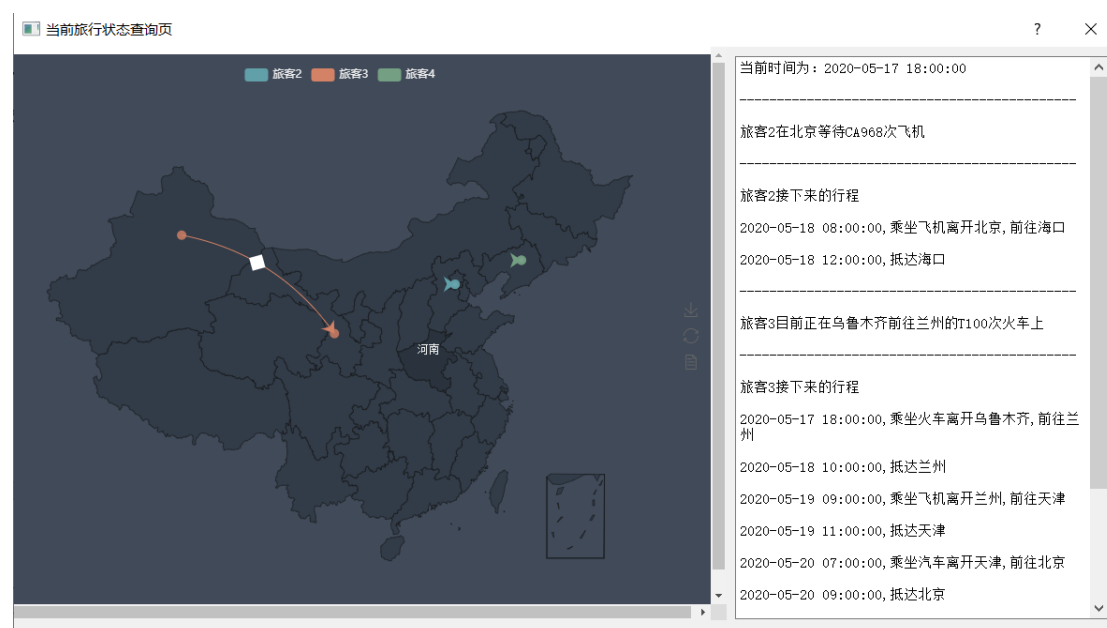 当前旅行状态查询页
?
旅客2 旅客3 旅客4
河南
当前时间为: 2020-05-17 18:00:00
---------------------------------------------
旅客2在北京等待CA968次飞机
---------------------------------------------
旅客2接下来的行程
2020-05-18 08:00:00,乘坐飞机离开北京,前往海口
2020-05-18 12:00:00,抵达海口
---------------------------------------------
旅客3目前正在乌鲁木齐前往兰州的T100次火车上
---------------------------------------------
旅客3接下来的行程
2020-05-17 18:00:00,乘坐火车离开乌鲁木齐,前往兰
州
2020-05-18 10:00:00,抵达兰州
2020-05-19 09:00:00,乘坐飞机离开兰州,前往天津
2020-05-19 11:00:00,抵达天津
2020-05-20 07:00:00,乘坐汽车离开天津,前往北京
2020-05-20 09:00:00,抵达北京